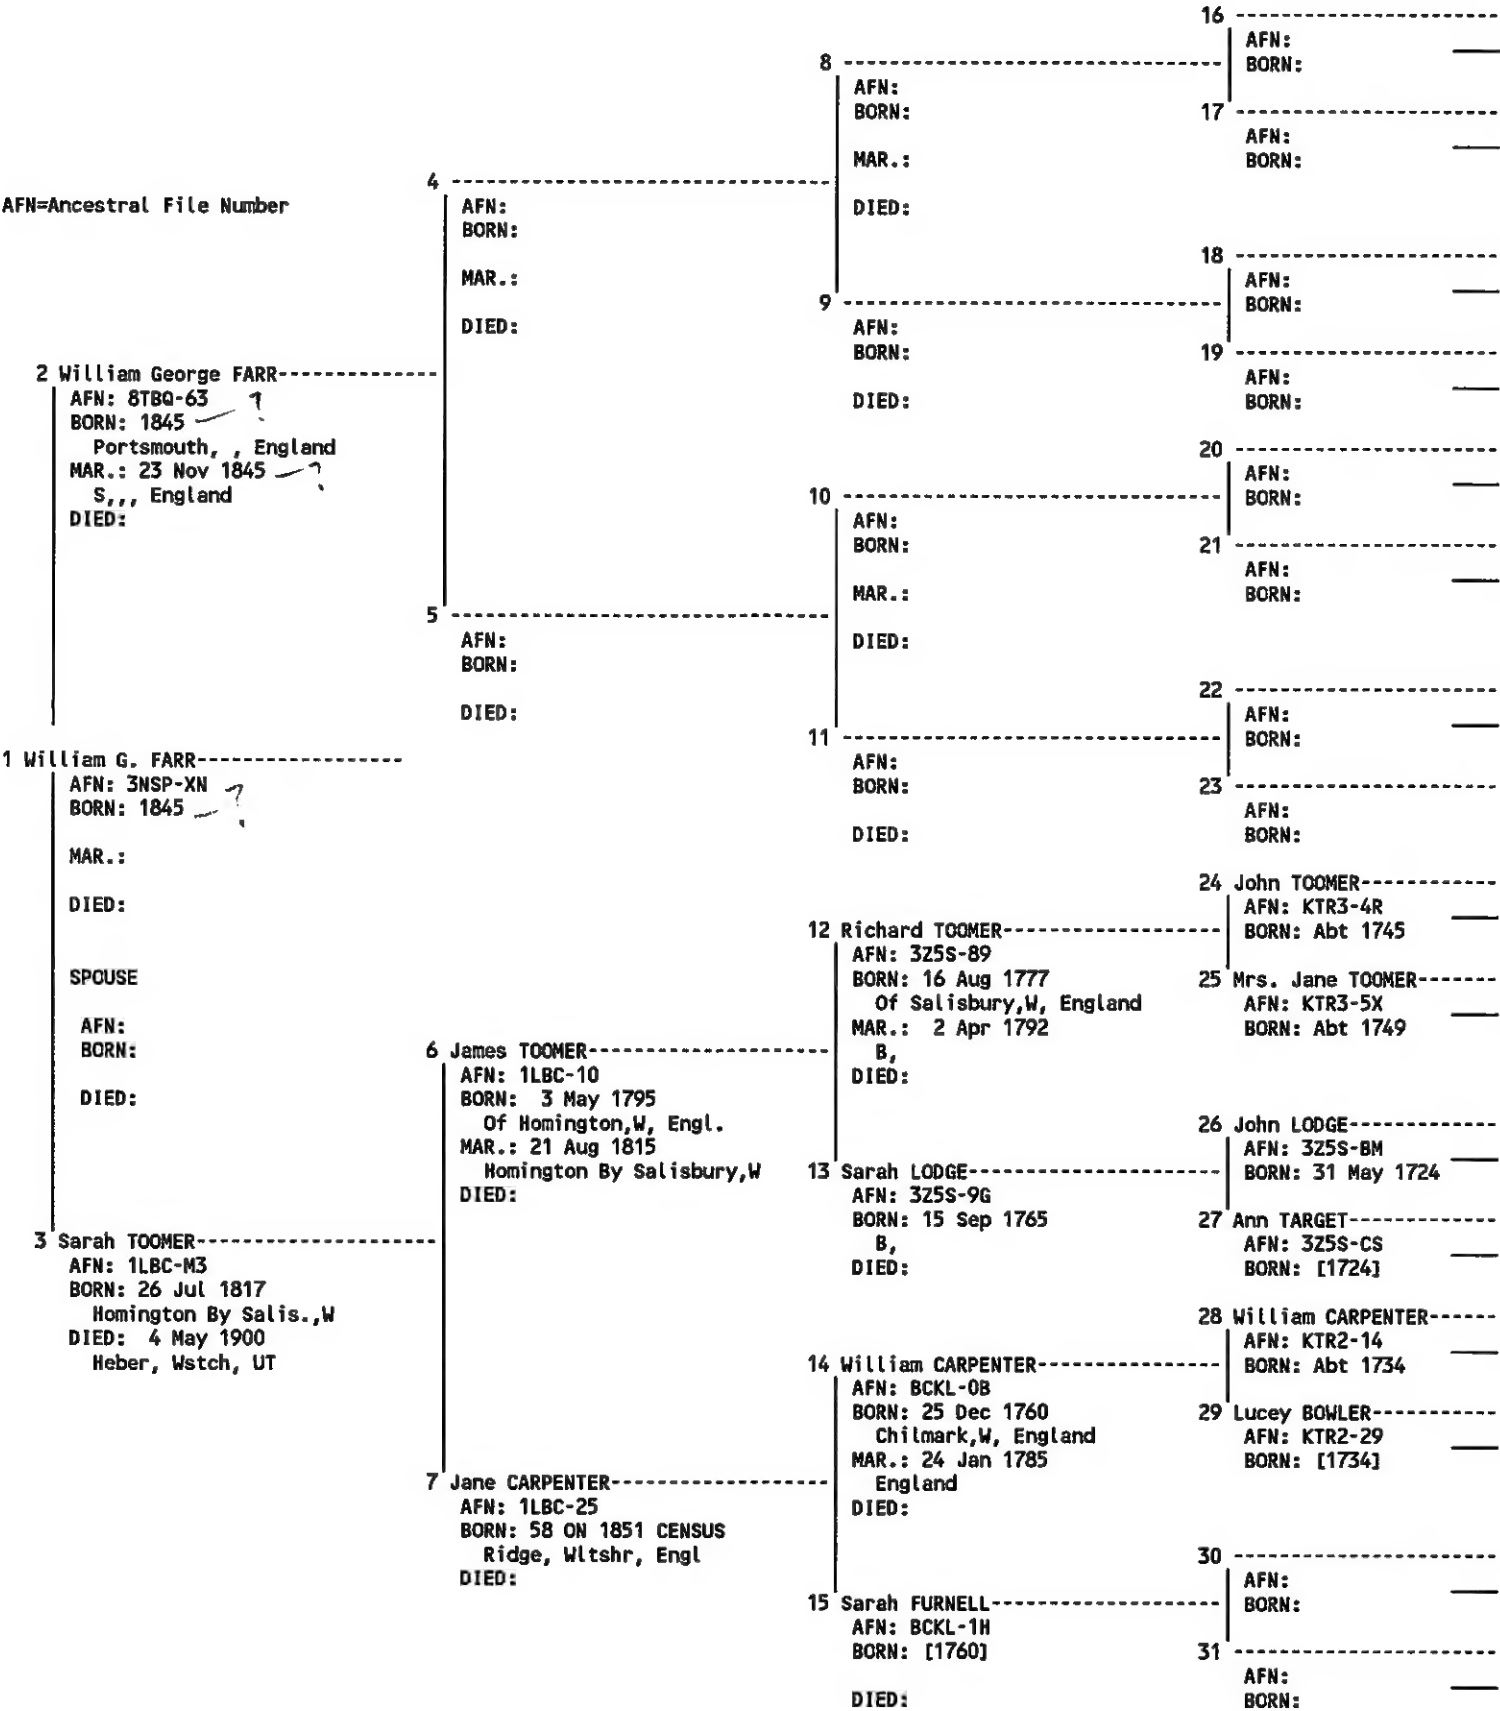 AFN=Ancestral File Number
1 William G. FARR
AFN: 3NSP-XN ?
BORN: 1845 ?
MAR.:
DIED:
SPOUSE
AFN:
BORN:
DIED:
2 William George FARR
AFN: 8TBQ-63 ?
BORN: 1845
Portsmouth, , England
MAR.: 23 Nov 1845 ?
S,,, England
DIED:
3 Sarah TOOMER
AFN: 1LBC-M3
BORN: 26 Jul 1817
Homington By Salis.,W
DIED: 4 May 1900
Heber, Wstch, UT
4
AFN:
BORN:
MAR.:
DIED:
5
AFN:
BORN:
DIED:
6 James TOOMER
AFN: 1LBC-10
BORN: 3 May 1795
Of Homington,W, Engl.
MAR.: 21 Aug 1815
Homington By Salisbury,W
DIED:
7 Jane CARPENTER
AFN: 1LBC-25
BORN: 58 ON 1851 CENSUS
Ridge, Wltshr, Engl
DIED:
8
AFN:
BORN:
MAR.:
DIED:
9
AFN:
BORN:
DIED:
10
AFN:
BORN:
MAR.:
DIED:
11
AFN:
BORN:
DIED:
12 Richard TOOMER
AFN: 3Z5S-89
BORN: 16 Aug 1777
Of Salisbury,W, England
MAR.: 2 Apr 1792
B,
DIED:
13 Sarah LODGE
AFN: 3Z5S-9G
BORN: 15 Sep 1765
B,
DIED:
14 William CARPENTER
AFN: BCKL-0B
BORN: 25 Dec 1760
Chilmark,W, England
MAR.: 24 Jan 1785
England
DIED:
15 Sarah FURNELL
AFN: BCKL-1H
BORN: [1760]
DIED:
16
AFN:
BORN:
17
AFN:
BORN:
18
AFN:
BORN:
19
AFN:
BORN:
20
AFN:
BORN:
21
AFN:
BORN:
22
AFN:
BORN:
23
AFN:
BORN:
24 John TOOMER
AFN: KTR3-4R
BORN: Abt 1745
25 Mrs. Jane TOOMER
AFN: KTR3-5X
BORN: Abt 1749
26 John LODGE
AFN: 3Z5S-BM
BORN: 31 May 1724
27 Ann TARGET
AFN: 3Z5S-CS
BORN: [1724]
28 William CARPENTER
AFN: KTR2-14
BORN: Abt 1734
29 Lucey BOWLER
AFN: KTR2-29
BORN: [1734]
30
AFN:
BORN:
31
AFN:
BORN: